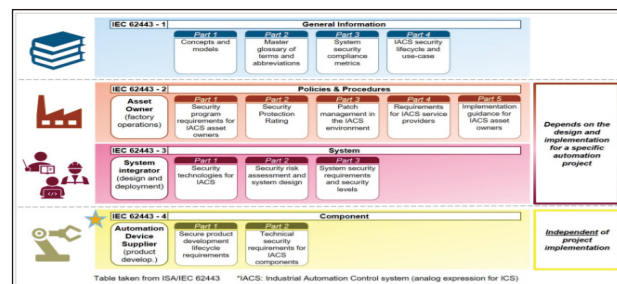 IEC 62443 - 1 General Information
Part 1 Part 2 Part 3 Part 4
Concepts and models
Master glossary of terms and abbreviations
System security compliance metrics
IACS security lifecycle and use-case
IEC 62443 - 2 Policies & Procedures
Asset Owner (factory operations)
Part 1 Part 2 Part 3 Part 4 Part 5
Security program requirements for IACS asset owners
Security Protection Rating
Patch management in the IACS environment
Requirements for IACS service providers
Implementation guidance for IACS asset owners
Depends on the design and implementation for a specific automation project
IEC 62443 - 3 System
System integrator (design and deployment)
Part 1 Part 2 Part 3
Security technologies for IACS
Security risk assessment and system design
System security requirements and security levels
IEC 62443 - 4 Component
Automation Device Supplier (product develop.)
Part 1 Part 2
Secure product development lifecycle requirements
Technical security requirements for IACS components
Independent of project implementation
Table taken from ISA/IEC 62443 *IACS: Industrial Automation Control system (analog expression for ICS)